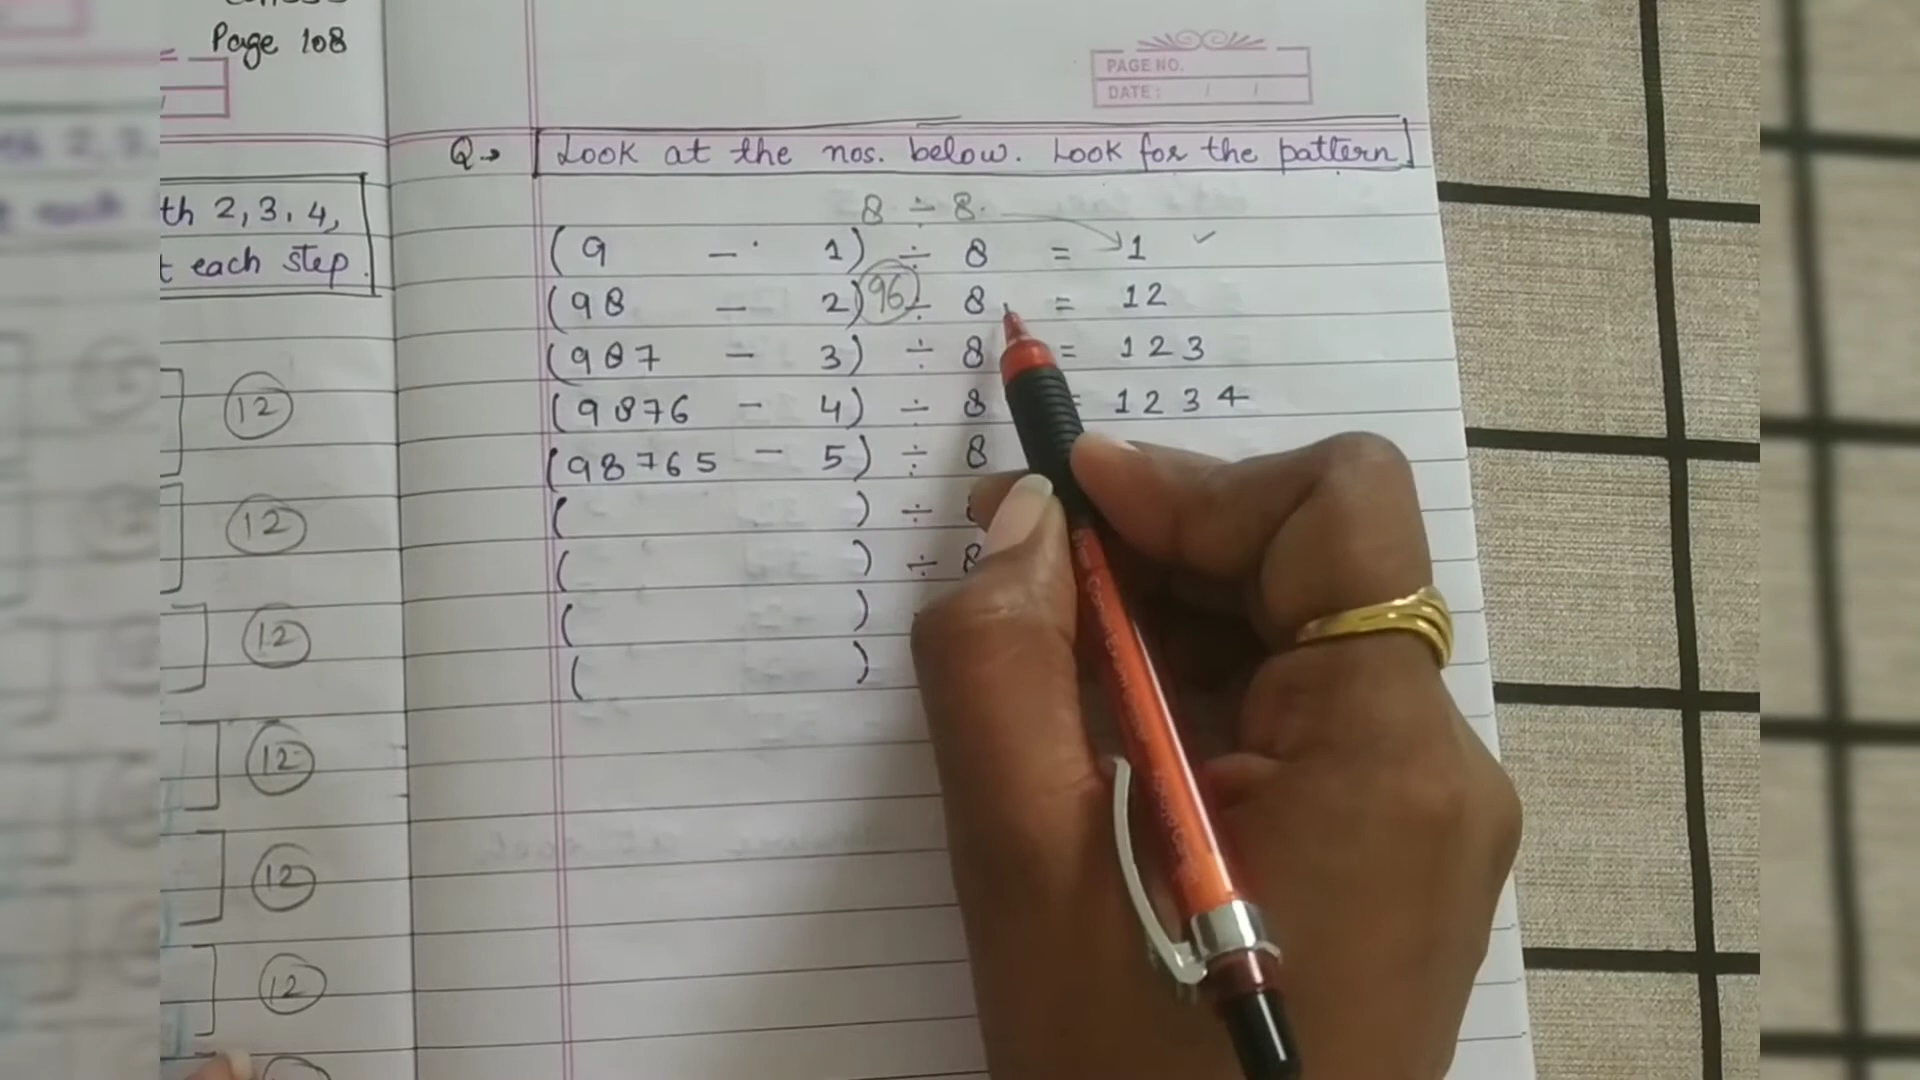 Page 108
th 2, 3, 4,
t each step.
12
12
12
12
12
12
PAGE NO.
DATE : / /
Q→ Look at the nos. below. Look for the pattern
8 ÷ 8
(9 - 1) ÷ 8 = 1 ✓
(98 - 2) 96 ÷ 8 = 12
(987 - 3) ÷ 8 = 123
(9876 - 4) ÷ 8 = 1234
(98765 - 5) ÷ 8
( ) ÷
( ) ÷ 8
( )
( )